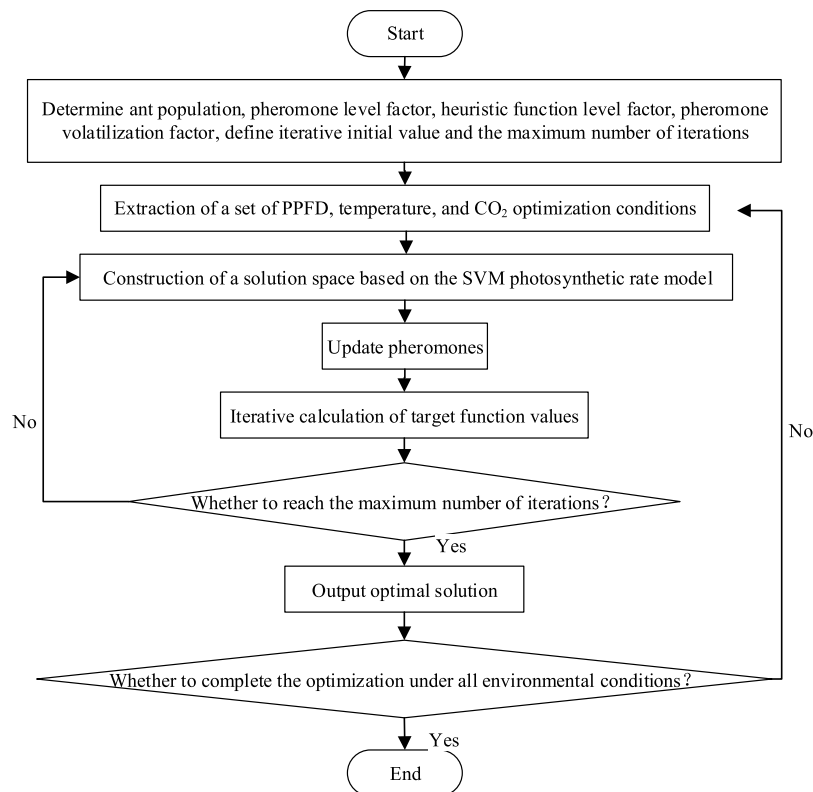 Start
Determine ant population, pheromone level factor, heuristic function level factor, pheromone
volatilization factor, define iterative initial value and the maximum number of iterations
Extraction of a set of PPFD, temperature, and CO₂ optimization conditions
Construction of a solution space based on the SVM photosynthetic rate model
Update pheromones
Iterative calculation of target function values
No
No
Whether to reach the maximum number of iterations？
Yes
Output optimal solution
Whether to complete the optimization under all environmental conditions？
Yes
End